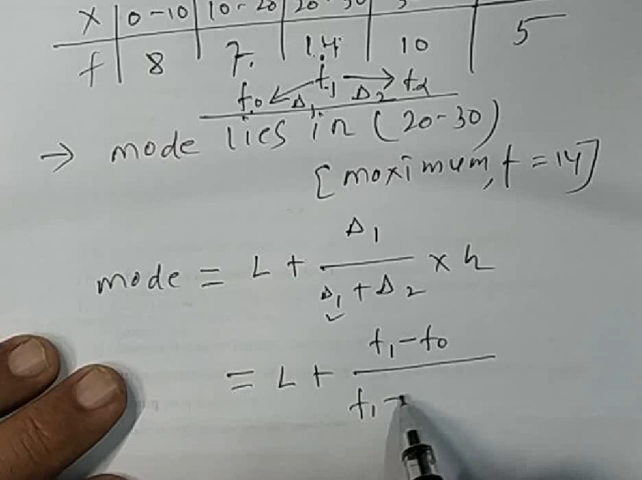 X | 0-10 | 10-20 | 20-30
f | 8 | 7. | 14 | 10 | 5
f0 ← Δ1 f1 → Δ2 f2
→ mode lies in (20-30)
[maximum, f = 14]
mode = L + Δ1 / Δ1 + Δ2 × h
= L + f1 - f0 / f1 -